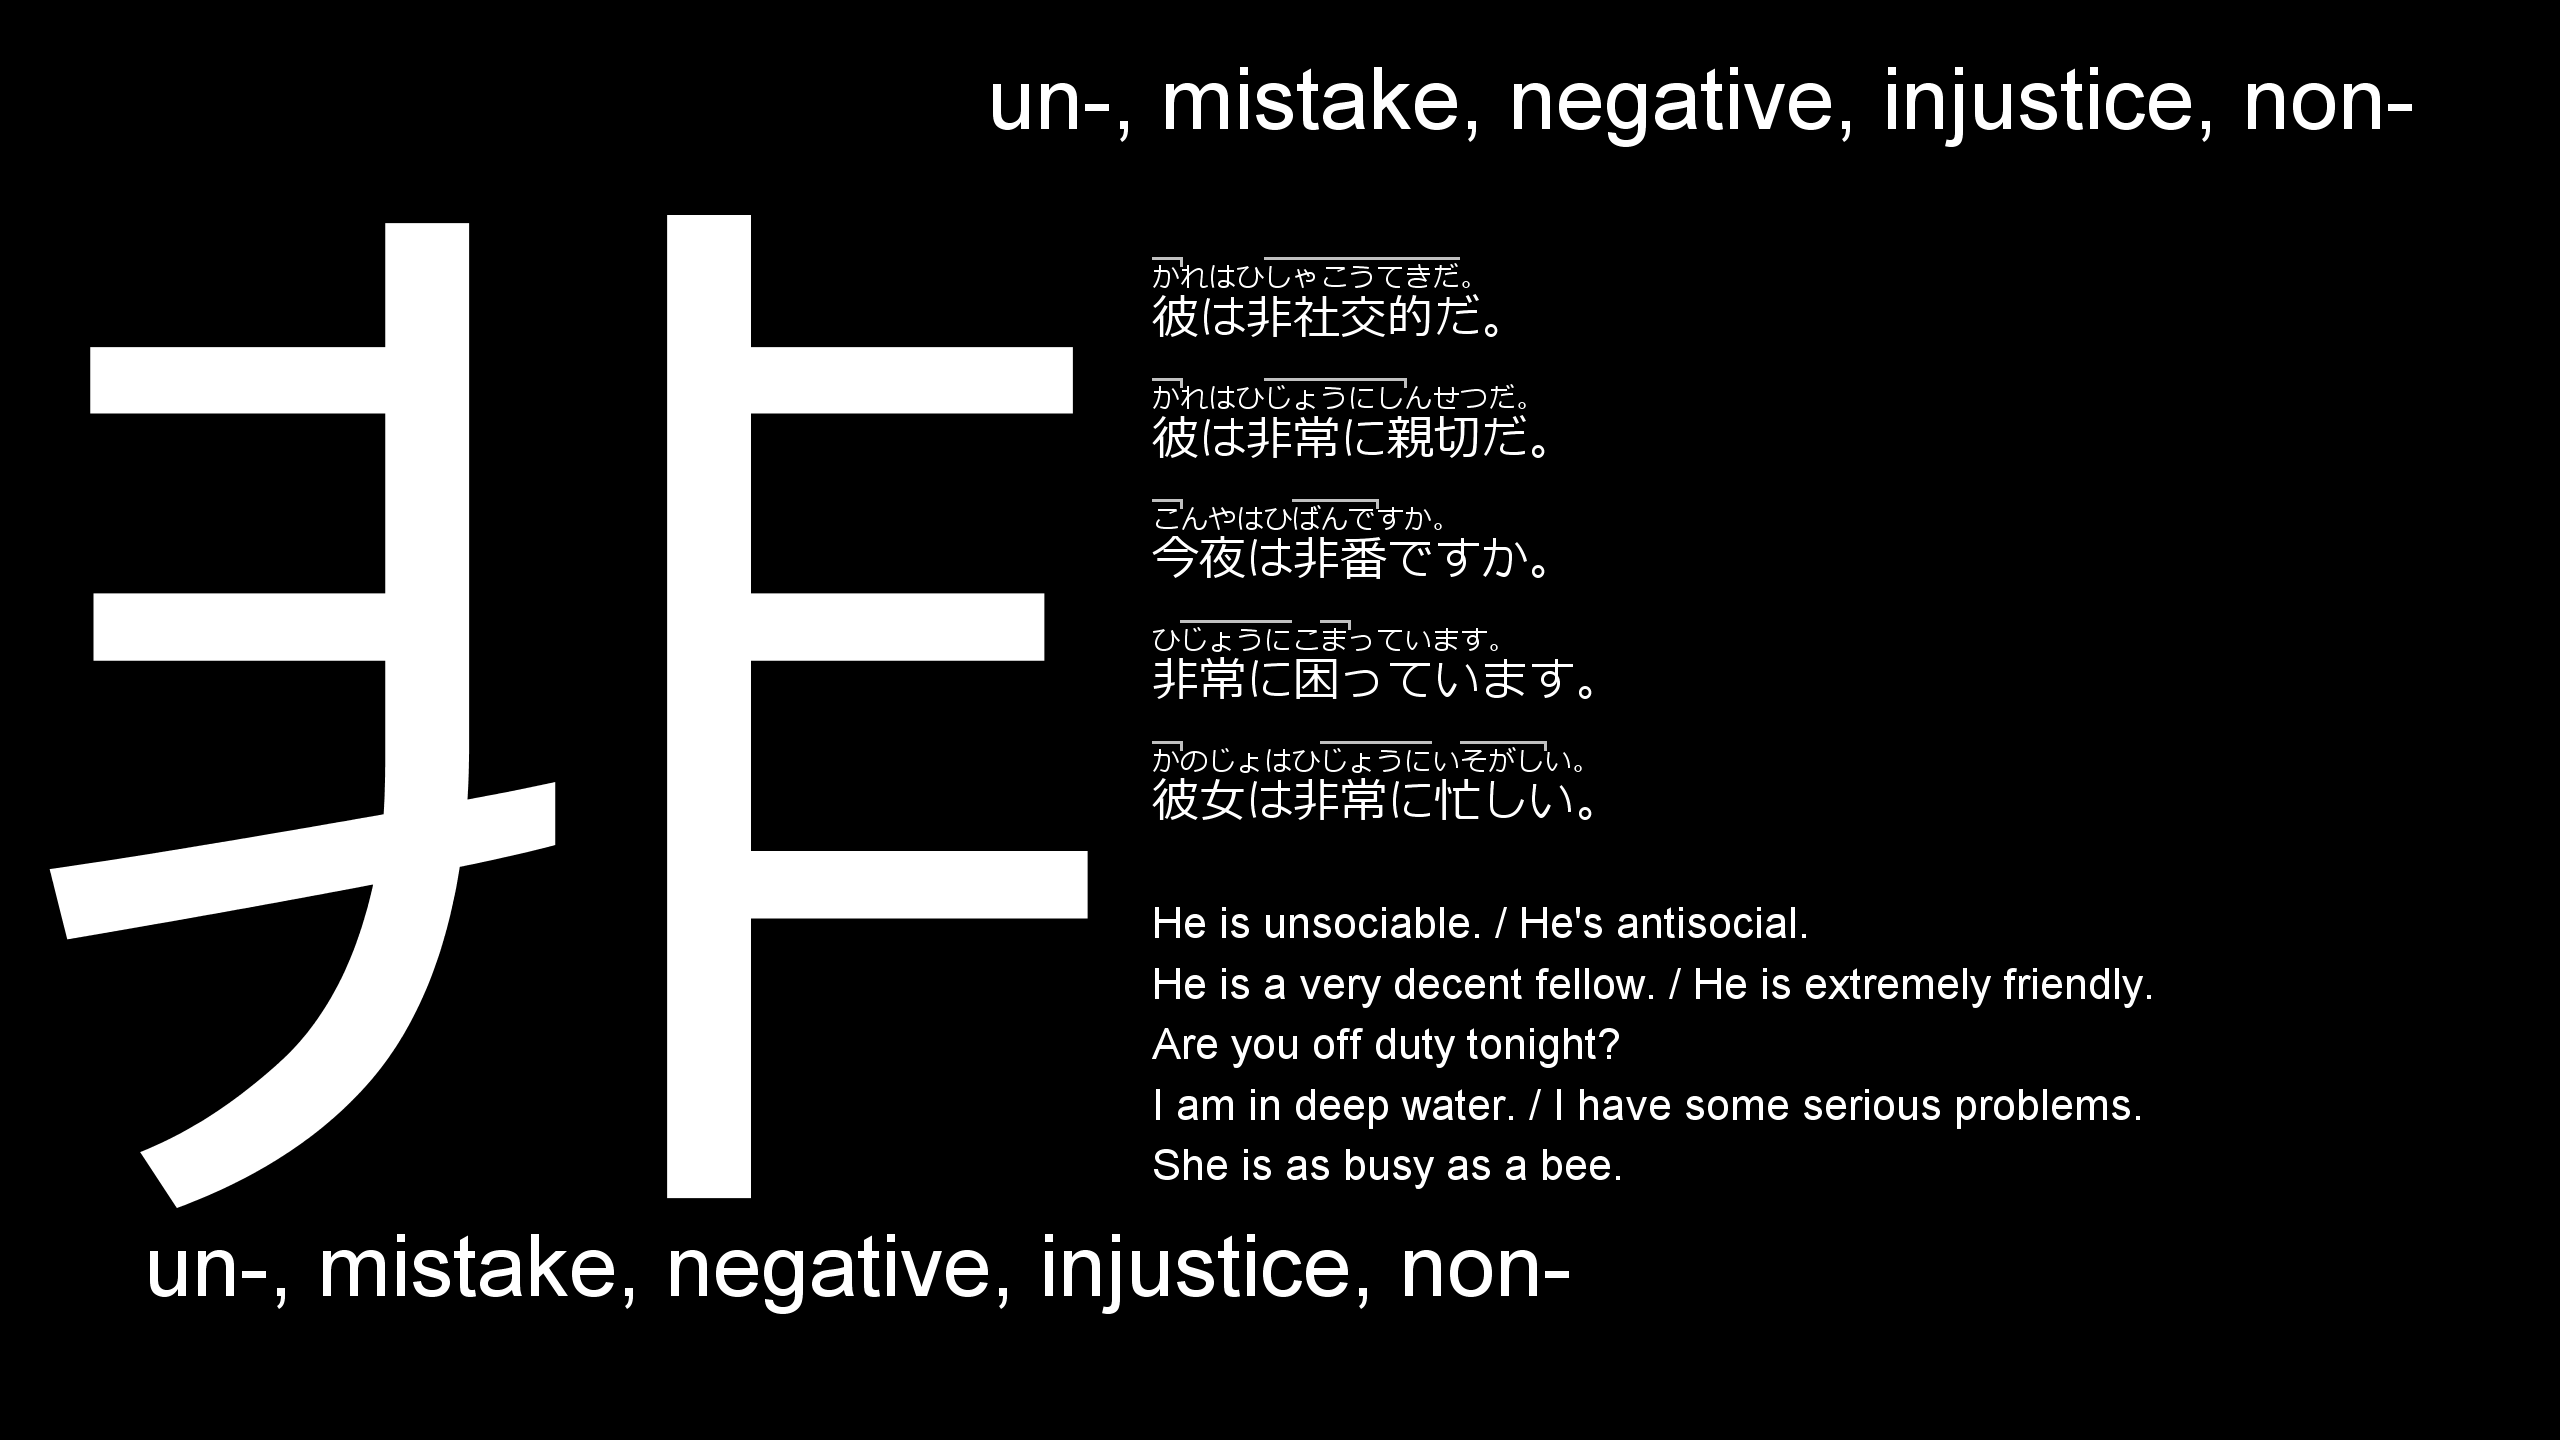 un-, mistake, negative, injustice, non-
非
かれはひしゃこうてきだ。
彼は非社交的だ。
かれはひじょうにしんせつだ。
彼は非常に親切だ。
こんやはひばんですか。
今夜は非番ですか。
ひじょうにこまっています。
非常に困っています。
かのじょはひじょうにいそがしい。
彼女は非常に忙しい。
He is unsociable. / He's antisocial.
He is a very decent fellow. / He is extremely friendly.
Are you off duty tonight?
I am in deep water. / I have some serious problems.
She is as busy as a bee.
un-, mistake, negative, injustice, non-